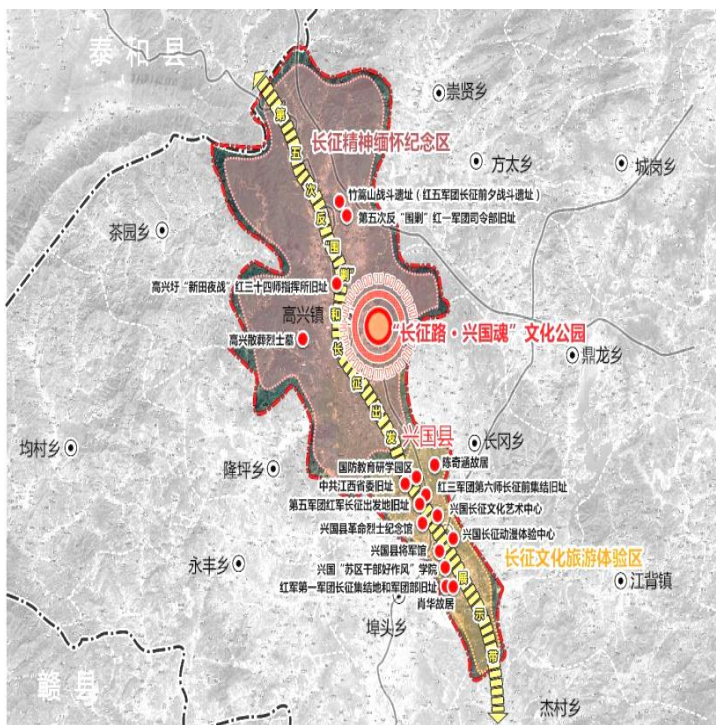 泰和县
崇贤乡
长征精神缅怀纪念区
方太乡
城岗乡
竹蒿山战斗遗址（红五军团长征前夕战斗遗址）
第五次反“围剿”红一军团司令部旧址
茶园乡
高兴圩“新田夜战”红三十四师指挥所旧址
高兴镇
高兴散葬烈士墓
“长征路·兴国魂”文化公园
鼎龙乡
第五次反“围剿”和长征出发展示带
兴国县
长冈乡
均村乡
隆坪乡
陈奇涵故居
国防教育研学园区
中共江西省委旧址
红三军团第六师长征前集结旧址
第五军团红军长征出发地旧址
兴国长征文化艺术中心
兴国县革命烈士纪念馆
兴国长征动漫体验中心
兴国县将军馆
长征文化旅游体验区
永丰乡
兴国“苏区干部好作风”学院
江背镇
红军第一军团长征集结地和军团部旧址
肖华故居
埠头乡
赣县
杰村乡